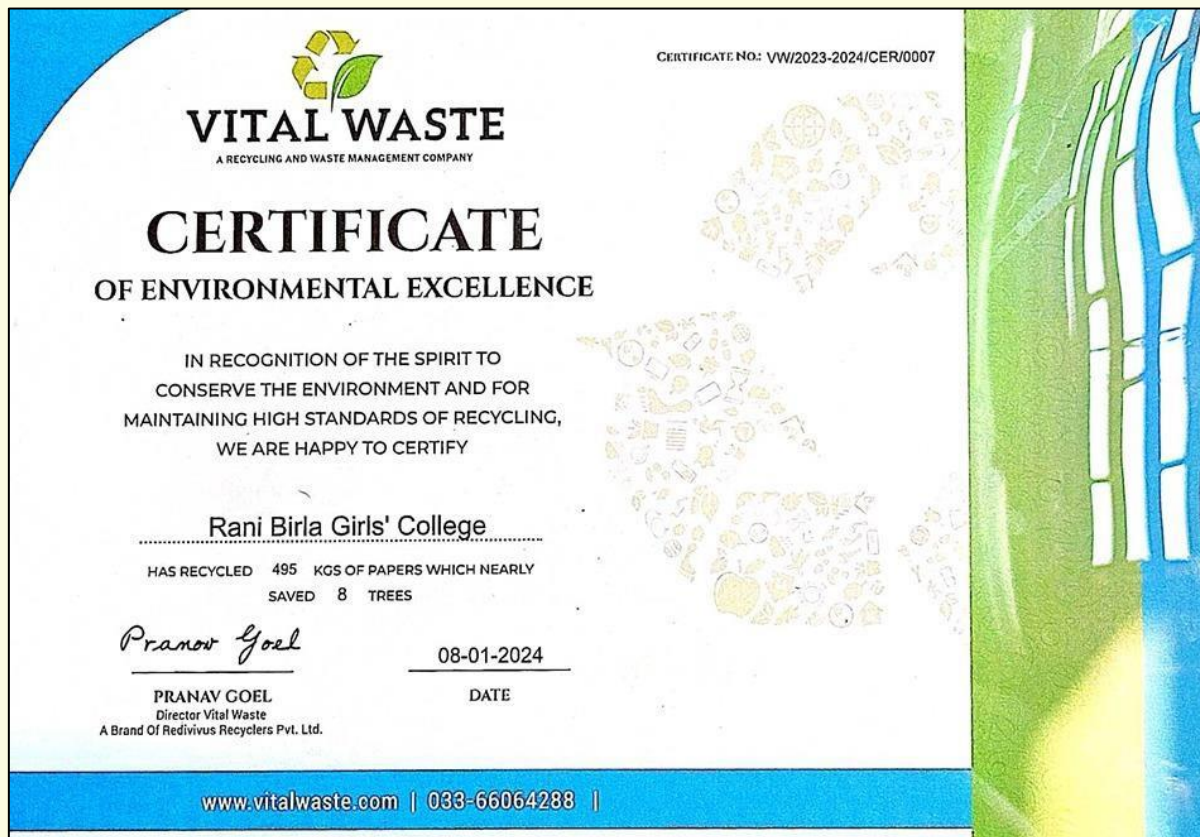 CERTIFICATE NO.: VW/2023-2024/CER/0007
VITAL WASTE
A RECYCLING AND WASTE MANAGEMENT COMPANY
CERTIFICATE
OF ENVIRONMENTAL EXCELLENCE
IN RECOGNITION OF THE SPIRIT TO
CONSERVE THE ENVIRONMENT AND FOR
MAINTAINING HIGH STANDARDS OF RECYCLING,
WE ARE HAPPY TO CERTIFY
Rani Birla Girls' College
HAS RECYCLED 495 KGS OF PAPERS WHICH NEARLY
SAVED 8 TREES
Pranav Goel
08-01-2024
PRANAV GOEL
DATE
Director Vital Waste
A Brand Of Redivivus Recyclers Pvt. Ltd.
www.vitalwaste.com | 033-66064288 |